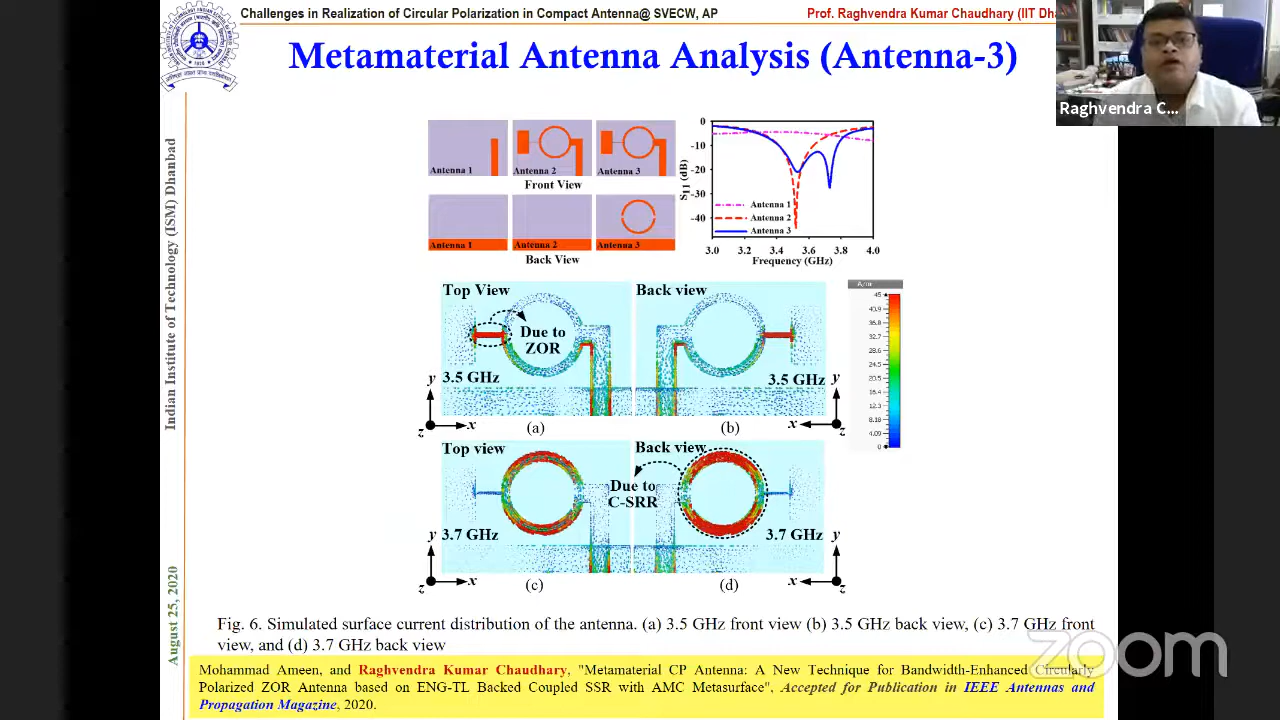 Challenges in Realization of Circular Polarization in Compact Antenna@ SVECW, AP
Prof. Raghvendra Kumar Chaudhary (IIT Dh
Metamaterial Antenna Analysis (Antenna-3)
Raghvendra C...
Indian Institute of Technology (ISM) Dhanbad
August 25, 2020
Antenna 1 Antenna 2 Antenna 3
Front View
Antenna 1 Antenna 2 Antenna 3
Back View
S11 (dB)
0
-10
-20
-30
-40
Antenna 1
Antenna 2
Antenna 3
3.0 3.2 3.4 3.6 3.8 4.0
Frequency (GHz)
Top View
Due to
ZOR
3.5 GHz
y
x
z
(a)
Back view
3.5 GHz
y
x
z
(b)
45
40.9
36.8
32.7
28.6
24.5
20.5
16.4
12.3
8.18
4.09
0
Top view
3.7 GHz
y
x
z
(c)
Back view
Due to
C-SRR
3.7 GHz
y
x
z
(d)
Fig. 6. Simulated surface current distribution of the antenna. (a) 3.5 GHz front view (b) 3.5 GHz back view, (c) 3.7 GHz front
view, and (d) 3.7 GHz back view
zoom
Mohammad Ameen, and Raghvendra Kumar Chaudhary, "Metamaterial CP Antenna: A New Technique for Bandwidth-Enhanced Circularly
Polarized ZOR Antenna based on ENG-TL Backed Coupled SSR with AMC Metasurface", Accepted for Publication in IEEE Antennas and
Propagation Magazine, 2020.